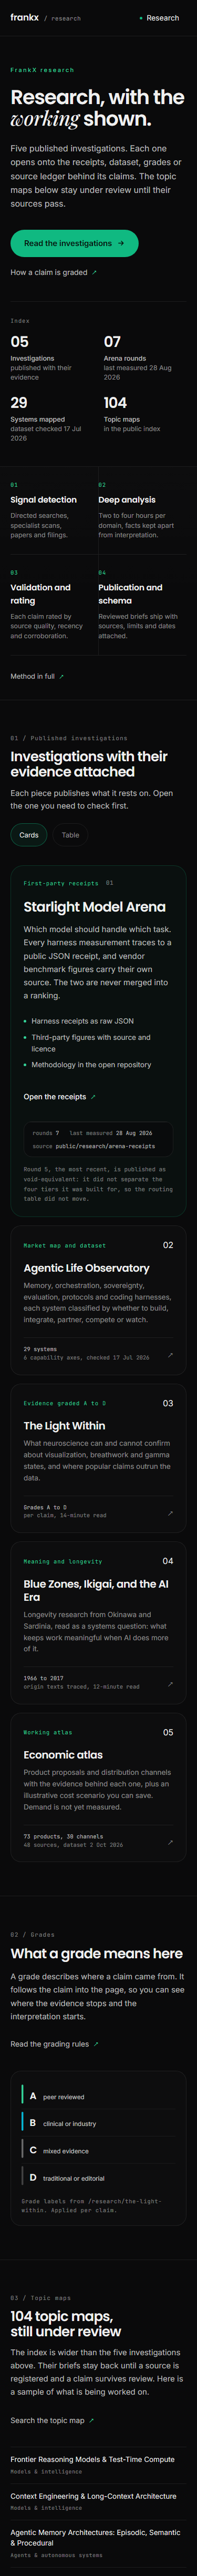 frankx / research
Research
FrankX research
Research, with the
working shown.
Five published investigations. Each one
opens onto the receipts, dataset, grades or
source ledger behind its claims. The topic
maps below stay under review until their
sources pass.
Read the investigations →
How a claim is graded ↗
Index
05
Investigations
published with their
evidence
07
Arena rounds
last measured 28 Aug
2026
29
Systems mapped
dataset checked 17 Jul
2026
104
Topic maps
in the public index
01
Signal detection
Directed searches,
specialist scans,
papers and filings.
02
Deep analysis
Two to four hours per
domain, facts kept apart
from interpretation.
03
Validation and
rating
Each claim rated by
source quality, recency
and corroboration.
04
Publication and
schema
Reviewed briefs ship with
sources, limits and dates
attached.
Method in full ↗
01 / Published investigations
Investigations with their
evidence attached
Each piece publishes what it rests on. Open
the one you need to check first.
Cards
Table
First-party receipts 01
Starlight Model Arena
Which model should handle which task.
Every harness measurement traces to a
public JSON receipt, and vendor
benchmark figures carry their own
source. The two are never merged into
a ranking.
Harness receipts as raw JSON
Third-party figures with source and
licence
Methodology in the open repository
Open the receipts ↗
rounds 7 last measured 28 Aug 2026
source public/research/arena-receipts
Round 5, the most recent, is published as
void-equivalent: it did not separate the
four tiers it was built for, so the routing
table did not move.
Market map and dataset 02
Agentic Life Observatory
Memory, orchestration, sovereignty,
evaluation, protocols and coding harnesses,
each system classified by whether to build,
integrate, partner, compete or watch.
29 systems
6 capability axes, checked 17 Jul 2026 ↗
Evidence graded A to D 03
The Light Within
What neuroscience can and cannot confirm
about visualization, breathwork and gamma
states, and where popular claims outrun the
data.
Grades A to D
per claim, 14-minute read ↗
Meaning and longevity 04
Blue Zones, Ikigai, and the AI
Era
Longevity research from Okinawa and
Sardinia, read as a systems question: what
keeps work meaningful when AI does more
of it.
1966 to 2017
origin texts traced, 12-minute read ↗
Working atlas 05
Economic atlas
Product proposals and distribution channels
with the evidence behind each one, plus an
illustrative cost scenario you can save.
Demand is not yet measured.
73 products, 30 channels
48 sources, dataset 2 Oct 2026 ↗
02 / Grades
What a grade means here
A grade describes where a claim came from. It
follows the claim into the page, so you can see
where the evidence stops and the
interpretation starts.
Read the grading rules ↗
A peer reviewed
B clinical or industry
C mixed evidence
D traditional or editorial
Grade labels from /research/the-light-
within. Applied per claim.
03 / Topic maps
104 topic maps,
still under review
The index is wider than the five investigations
above. Their briefs stay back until a source is
registered and a claim survives review. Here is
a sample of what is being worked on.
Search the topic map ↗
Frontier Reasoning Models & Test-Time Compute
Models & intelligence
Context Engineering & Long-Context Architecture
Models & intelligence
Agentic Memory Architectures: Episodic, Semantic
& Procedural
Agents & autonomous systems